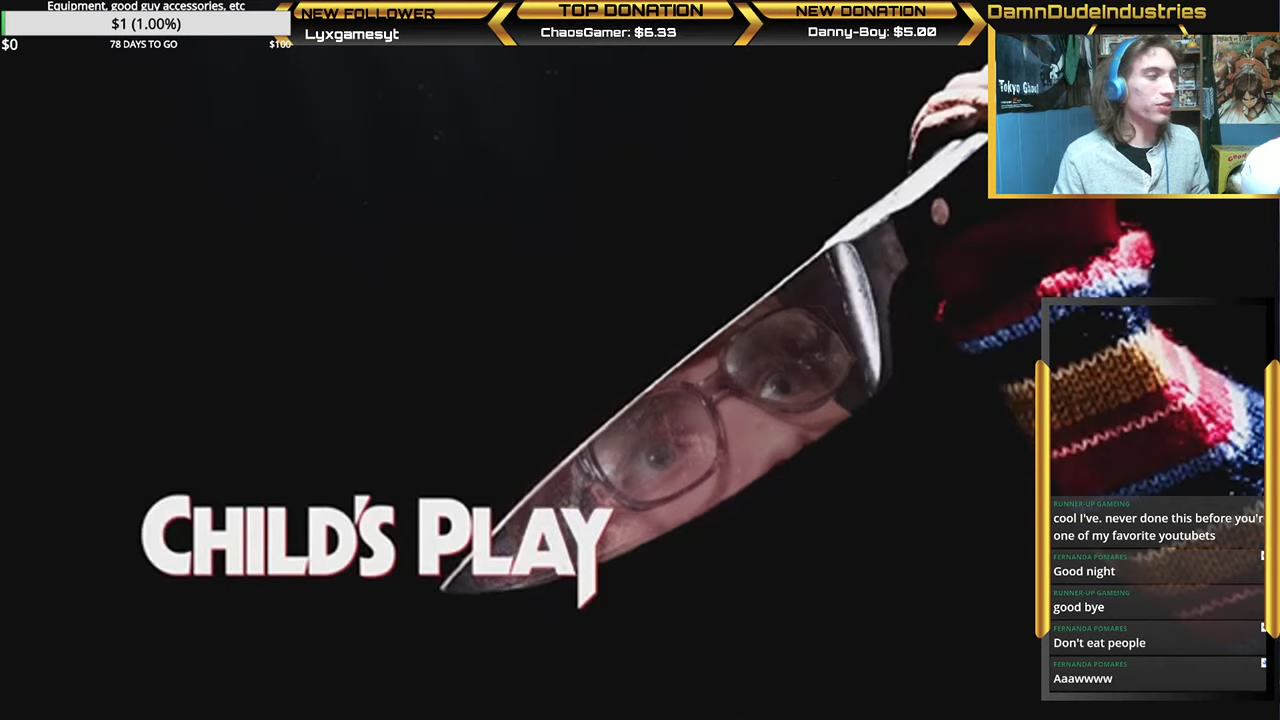 Equipment, good guy accessories, etc
$1 (1.00%)
$0
78 DAYS TO GO
$100
NEW FOLLOWER
Lyxgamesyt
TOP DONATION
ChaosGamer: $6.33
NEW DONATION
Danny-Boy: $5.00
DamnDudeIndustries
Tokyo Ghoul
CHILD'S PLAY
RUNNER-UP GAMEING
cool I've. never done this before you'r
one of my favorite youtubets
FERNANDA POMARES
Good night
RUNNER-UP GAMEING
good bye
FERNANDA POMARES
Don't eat people
FERNANDA POMARES
Aaawwww